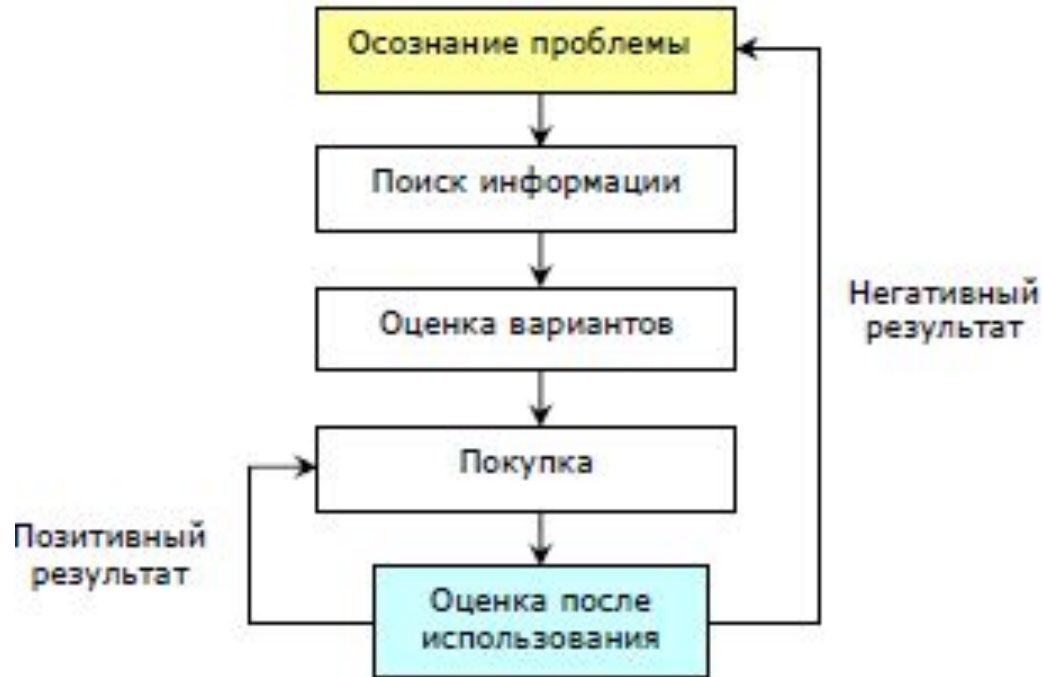 Осознание проблемы
Поиск информации
Оценка вариантов
Негативный
результат
Покупка
Позитивный
результат
Оценка после
использования